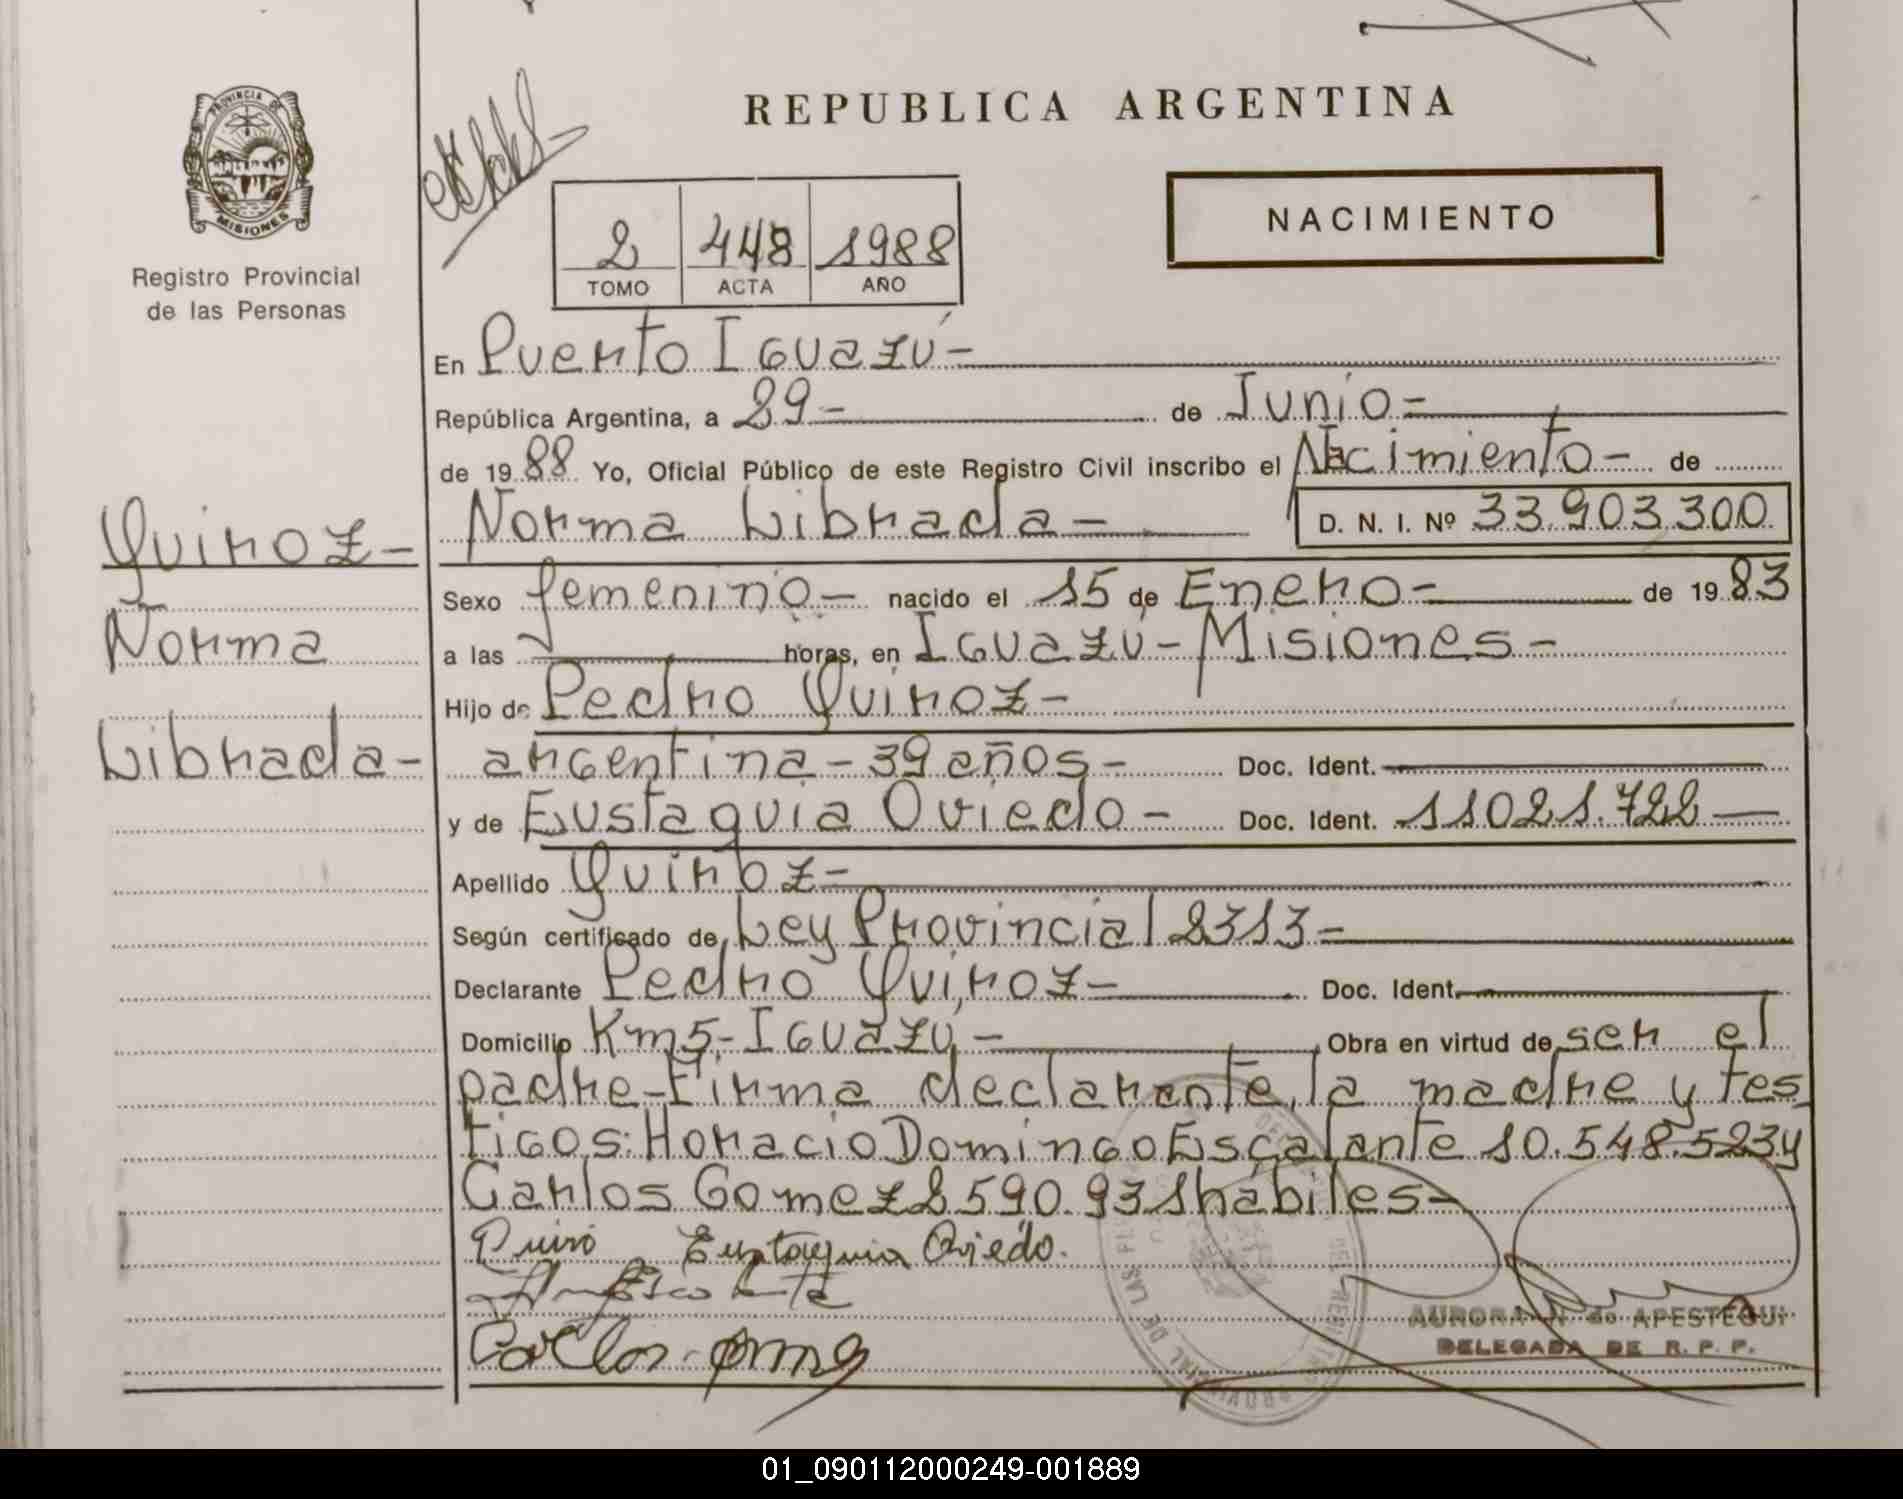 REPUBLICA ARGENTINA
PROVINCIA DE
MISIONES
Registro Provincial
de las Personas
NACIMIENTO
2 448 1988
TOMO ACTA AÑO
En Puerto Iguazú-
República Argentina, a 29- de Junio-
de 1988 Yo, Oficial Público de este Registro Civil inscribo el Nacimiento- de
Norma Librada- D. N. I. Nº 33.903.300
Quiroz-
Norma
Librada-
Sexo femenino- nacido el 15 de Enero- de 1983
a las horas, en Iguazú-Misiones-
Hijo de Pedro Quiroz-
argentina-39 años- Doc. Ident.
y de Eustaquia Oviedo- Doc. Ident. 11021.722
Apellido Quiroz-
Según certificado de Ley Provincial 2313-
Declarante Pedro Quiroz- Doc. Ident.
Domicilio Km5-Iguazú- Obra en virtud de ser el
padre-Firma declarante, la madre y tes
tigos: Horacio Domingo Escalante 10.548.523 y
Carlos Gomez 2590.931 hábiles-
Eustaquia Oviedo.
AURORA N de APESTEGUI
DELEGADA DE R. P. P.
01_090112000249-001889